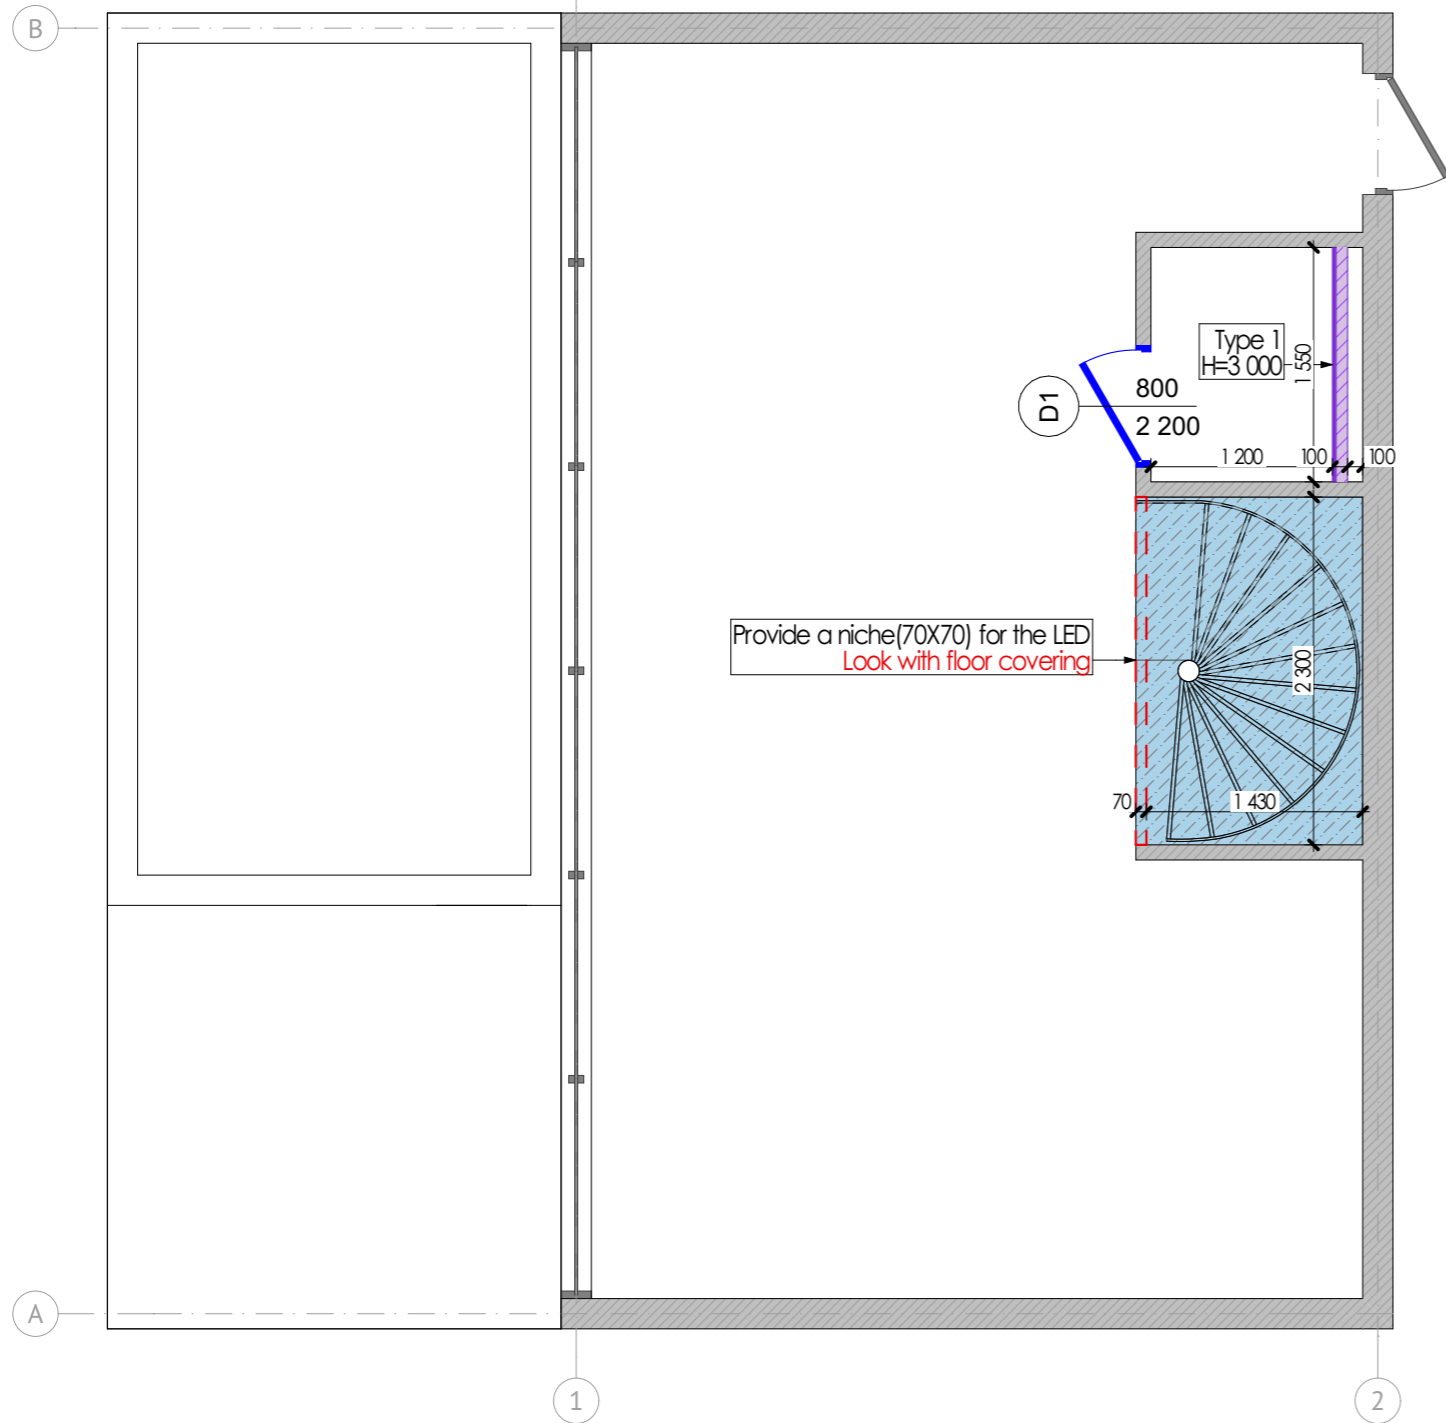 B
Type 1
H=3 000
1 550
D1
800
2 200
1 200
100
100
Provide a niche(70X70) for the LED
Look with floor covering
2 300
70
1 430
A
1
2